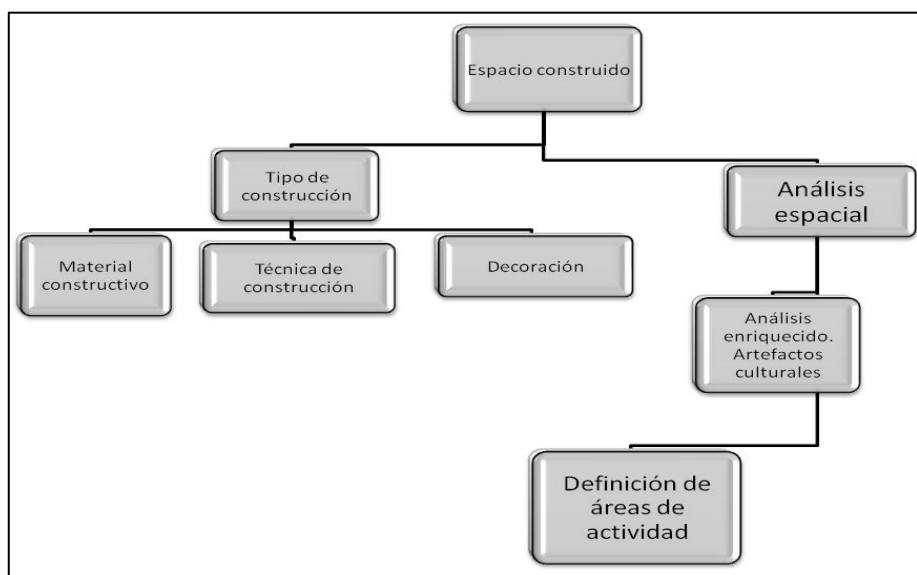 Espacio construido
Tipo de
construcción
Análisis
espacial
Material
constructivo
Técnica de
construcción
Decoración
Análisis
enriquecido.
Artefactos
culturales
Definición de
áreas de
actividad